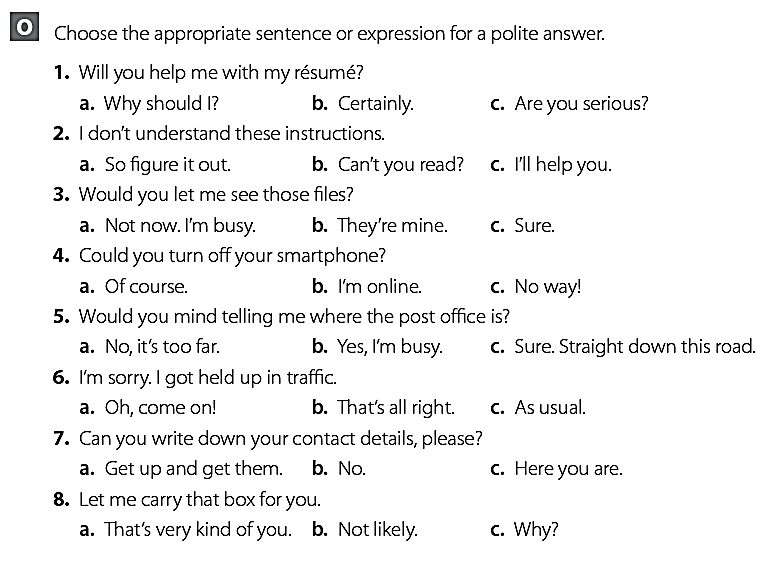 O Choose the appropriate sentence or expression for a polite answer.
1. Will you help me with my résumé?
a. Why should I? b. Certainly. c. Are you serious?
2. I don't understand these instructions.
a. So figure it out. b. Can't you read? c. I'll help you.
3. Would you let me see those files?
a. Not now. I'm busy. b. They're mine. c. Sure.
4. Could you turn off your smartphone?
a. Of course. b. I'm online. c. No way!
5. Would you mind telling me where the post office is?
a. No, it's too far. b. Yes, I'm busy. c. Sure. Straight down this road.
6. I'm sorry. I got held up in traffic.
a. Oh, come on! b. That's all right. c. As usual.
7. Can you write down your contact details, please?
a. Get up and get them. b. No. c. Here you are.
8. Let me carry that box for you.
a. That's very kind of you. b. Not likely. c. Why?